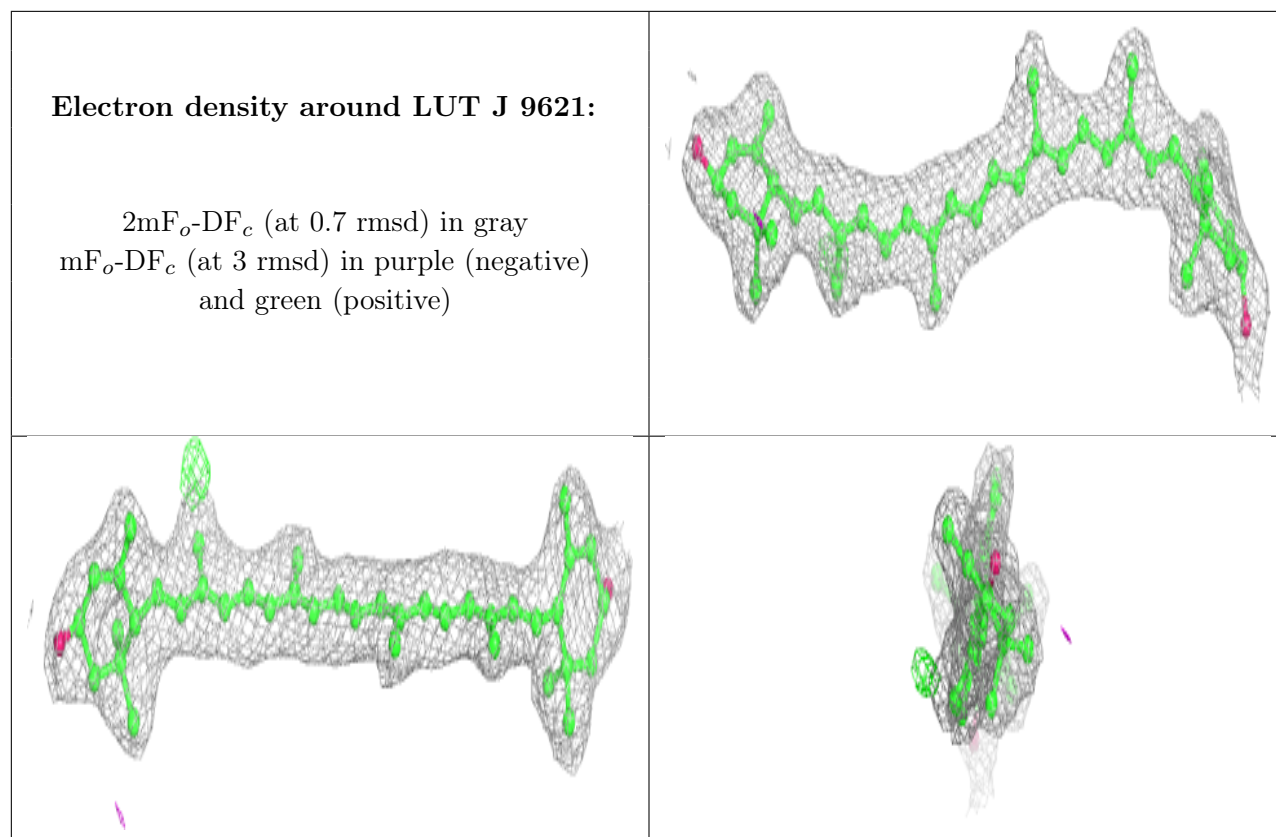 Electron density around LUT J 9621:
2mFo-DFc (at 0.7 rmsd) in gray
mFo-DFc (at 3 rmsd) in purple (negative)
and green (positive)